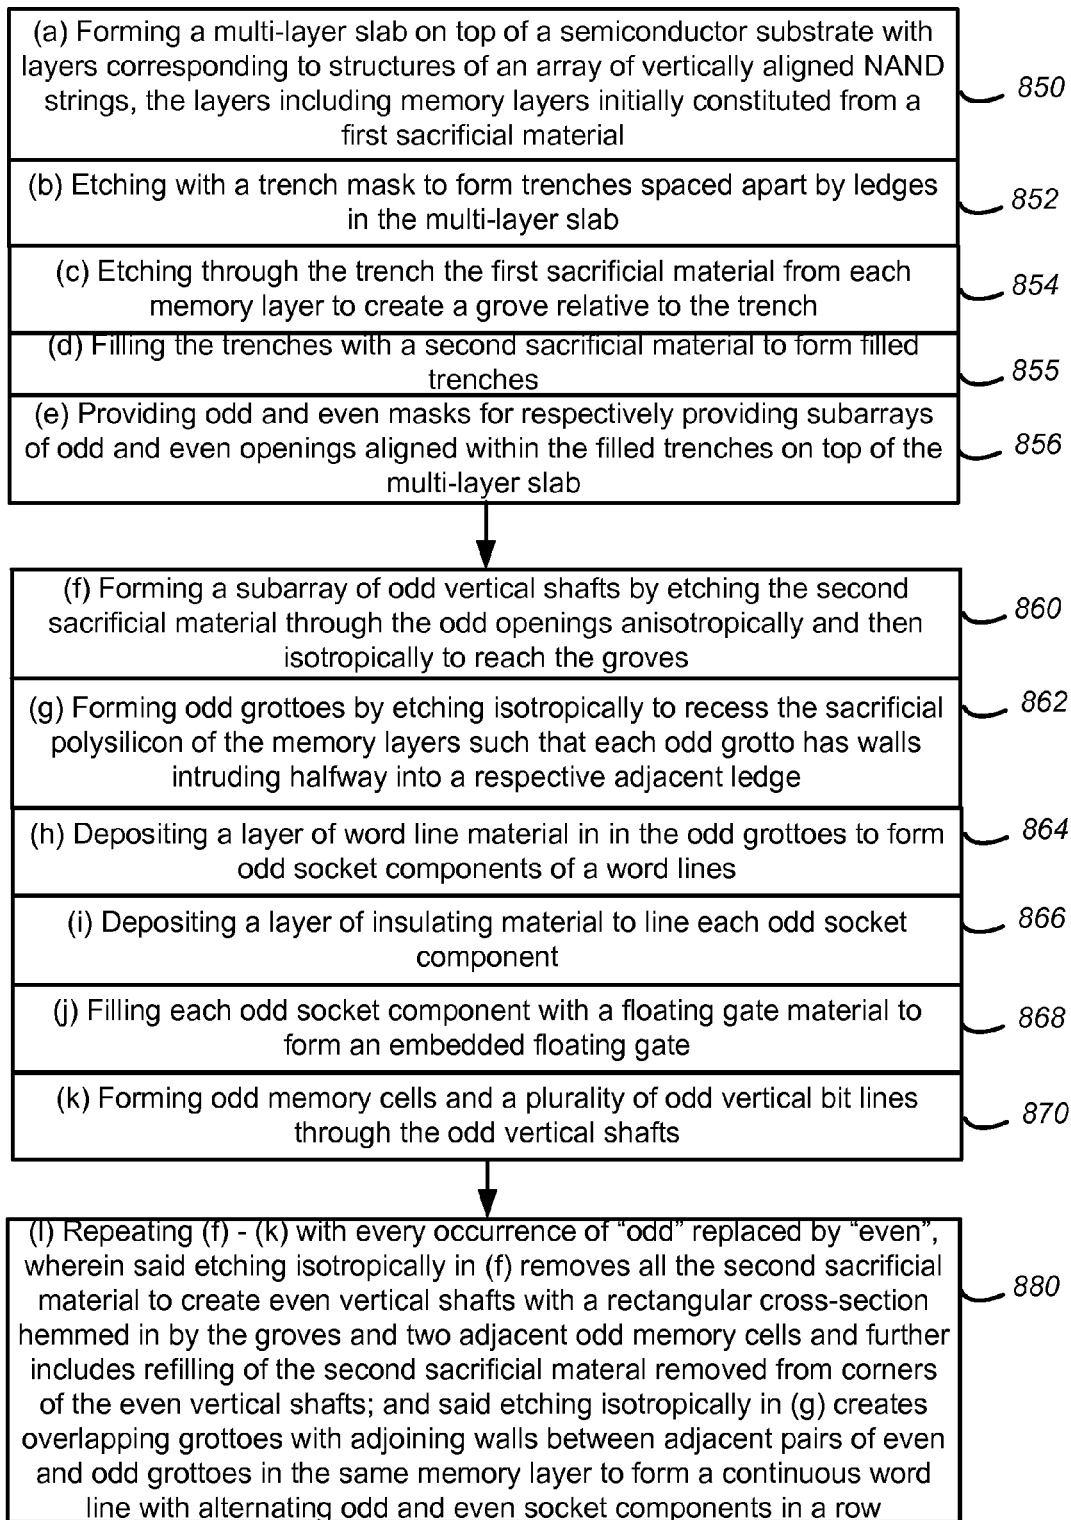 (a) Forming a multi-layer slab on top of a semiconductor substrate with
layers corresponding to structures of an array of vertically aligned NAND
strings, the layers including memory layers initially constituted from a
first sacrificial material
850
(b) Etching with a trench mask to form trenches spaced apart by ledges
in the multi-layer slab
852
(c) Etching through the trench the first sacrificial material from each
memory layer to create a grove relative to the trench
854
(d) Filling the trenches with a second sacrificial material to form filled
trenches
855
(e) Providing odd and even masks for respectively providing subarrays
of odd and even openings aligned within the filled trenches on top of the
multi-layer slab
856
(f) Forming a subarray of odd vertical shafts by etching the second
sacrificial material through the odd openings anisotropically and then
isotropically to reach the groves
860
(g) Forming odd grottoes by etching isotropically to recess the sacrificial
polysilicon of the memory layers such that each odd grotto has walls
intruding halfway into a respective adjacent ledge
862
(h) Depositing a layer of word line material in in the odd grottoes to form
odd socket components of a word lines
864
(i) Depositing a layer of insulating material to line each odd socket
component
866
(j) Filling each odd socket component with a floating gate material to
form an embedded floating gate
868
(k) Forming odd memory cells and a plurality of odd vertical bit lines
through the odd vertical shafts
870
(l) Repeating (f) - (k) with every occurrence of “odd” replaced by “even”,
wherein said etching isotropically in (f) removes all the second sacrificial
material to create even vertical shafts with a rectangular cross-section
hemmed in by the groves and two adjacent odd memory cells and further
includes refilling of the second sacrificial materal removed from corners
of the even vertical shafts; and said etching isotropically in (g) creates
overlapping grottoes with adjoining walls between adjacent pairs of even
and odd grottoes in the same memory layer to form a continuous word
line with alternating odd and even socket components in a row
880